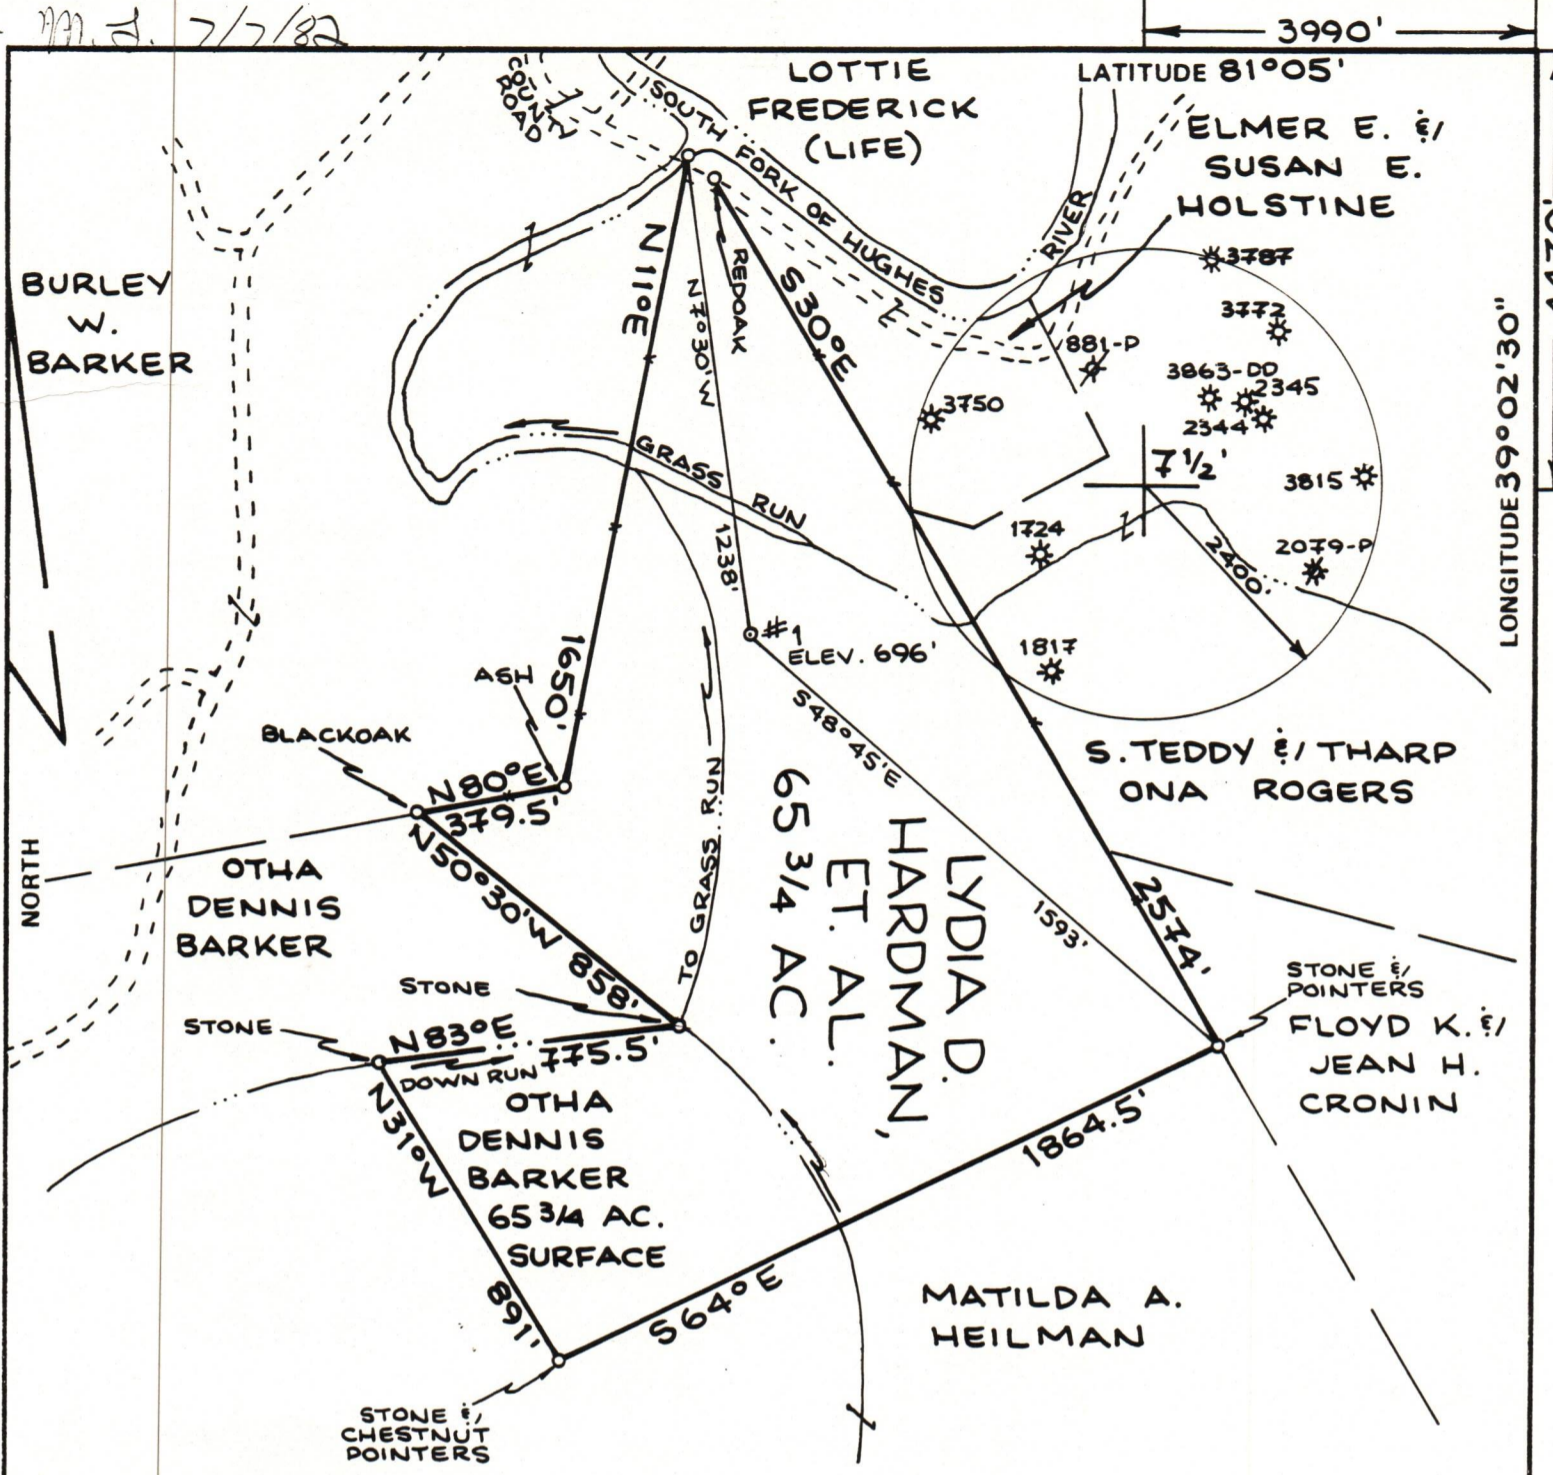 M. J. 7/7/82
3990'
LATITUDE 81°05'
COUNTY
ROAD
SOUTH FORK OF HUGHES RIVER
LOTTIE
FREDERICK
(LIFE)
ELMER E. &
SUSAN E.
HOLSTINE
BURLEY
W.
BARKER
N 11°E
1650'
N7°30'W
1238'
REDOAK
S30°E
2574'
3787
3772
881-P
3863-DD
2345
2344
3750
7 1/2'
3815
1724
2079-P
2400'
1817
LONGITUDE 39°02'30"
GRASS RUN
#1
ELEV. 696'
S48°45'E
1593'
ASH
BLACKOAK
N80°E
379.5'
N50°30'W 858'
TO GRASS RUN
S. TEDDY & THARP
ONA ROGERS
NORTH
OTHA
DENNIS
BARKER
LYDIA D.
HARDMAN,
ET. AL.
65 3/4 AC.
STONE
STONE
N83°E
775.5'
DOWN RUN
STONE &
POINTERS
FLOYD K. &
JEAN H.
CRONIN
OTHA
DENNIS
BARKER
65 3/4 AC.
SURFACE
N31°W
891'
1864.5'
S64°E
MATILDA A.
HEILMAN
STONE &
CHESTNUT
POINTERS